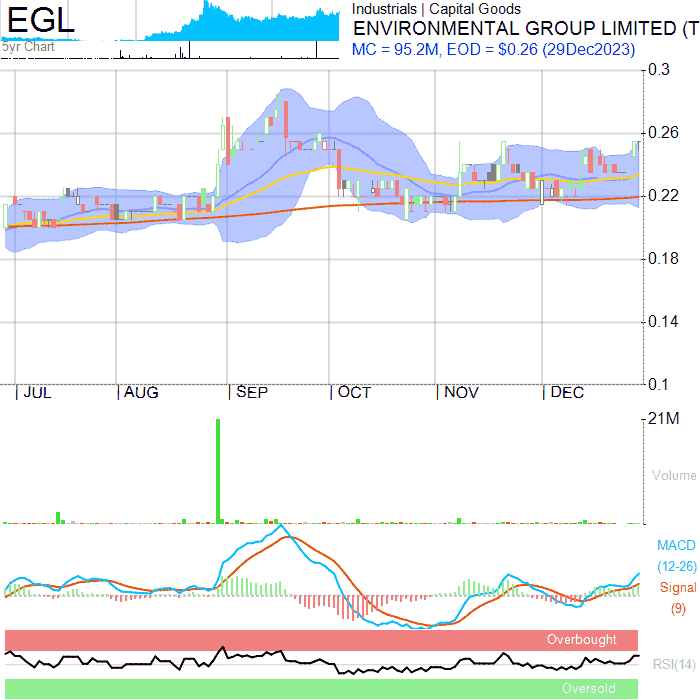 EGL
5yr Chart
Industrials | Capital Goods
ENVIRONMENTAL GROUP LIMITED (T
MC = 95.2M, EOD = $0.26 (29Dec2023)
0.3
0.26
0.22
0.18
0.14
0.1
| JUL | AUG | SEP | OCT | NOV | DEC
21M
Volume
MACD
(12-26)
Signal
(9)
Overbought
RSI(14)
Oversold